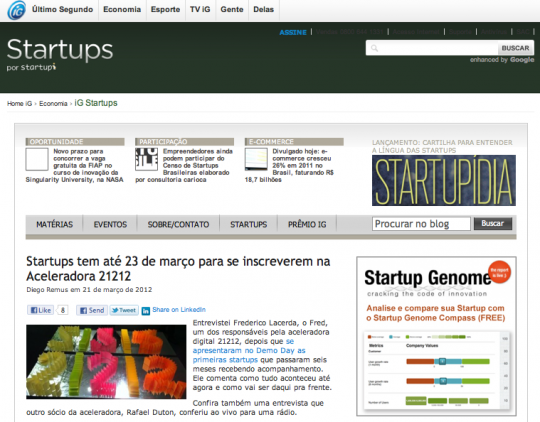 iG
Último Segundo Economia Esporte TV iG Gente Delas
ASSINE
Startups
por startupi
BUSCAR
enhanced by Google
Home iG › Economia › iG Startups
OPORTUNIDADE
Novo prazo para
concorrer a vaga
gratuita da FIAP no
curso de inovação da
Singularity University, na NASA
PARTICIPAÇÃO
Empreendedores ainda
podem participar do
Censo de Startups
Brasileiras elaborado
por consultoria carioca
E-COMMERCE
Divulgado hoje: e-
commerce cresceu
26% em 2011 no
Brasil, faturando R$
18,7 bilhões
LANÇAMENTO: CARTILHA PARA ENTENDER
A LÍNGUA DAS STARTUPS
STARTUPÍDIA
MATÉRIAS EVENTOS SOBRE/CONTATO STARTUPS PRÊMIO IG
Procurar no blog Buscar
Startups tem até 23 de março para se inscreverem na
Aceleradora 21212
Diego Remus em 21 de março de 2012
Like 8 Send Tweet Share on LinkedIn
Entrevistei Frederico Lacerda, o Fred,
um dos responsáveis pela aceleradora
digital 21212, depois que se
apresentaram no Demo Day as
primeiras startups que passaram seis
meses recebendo acompanhamento.
Ele comenta como tudo aconteceu até
agora e como vai ser daqui pra frente.
Confira também uma entrevista que
outro sócio da aceleradora, Rafael Duton, conferiu ao vivo para uma rádio.
Startup Genome
cracking the code of innovation
Analise e compare sua Startup com
o Startup Genome Compass (FREE)
Metrics Company Values